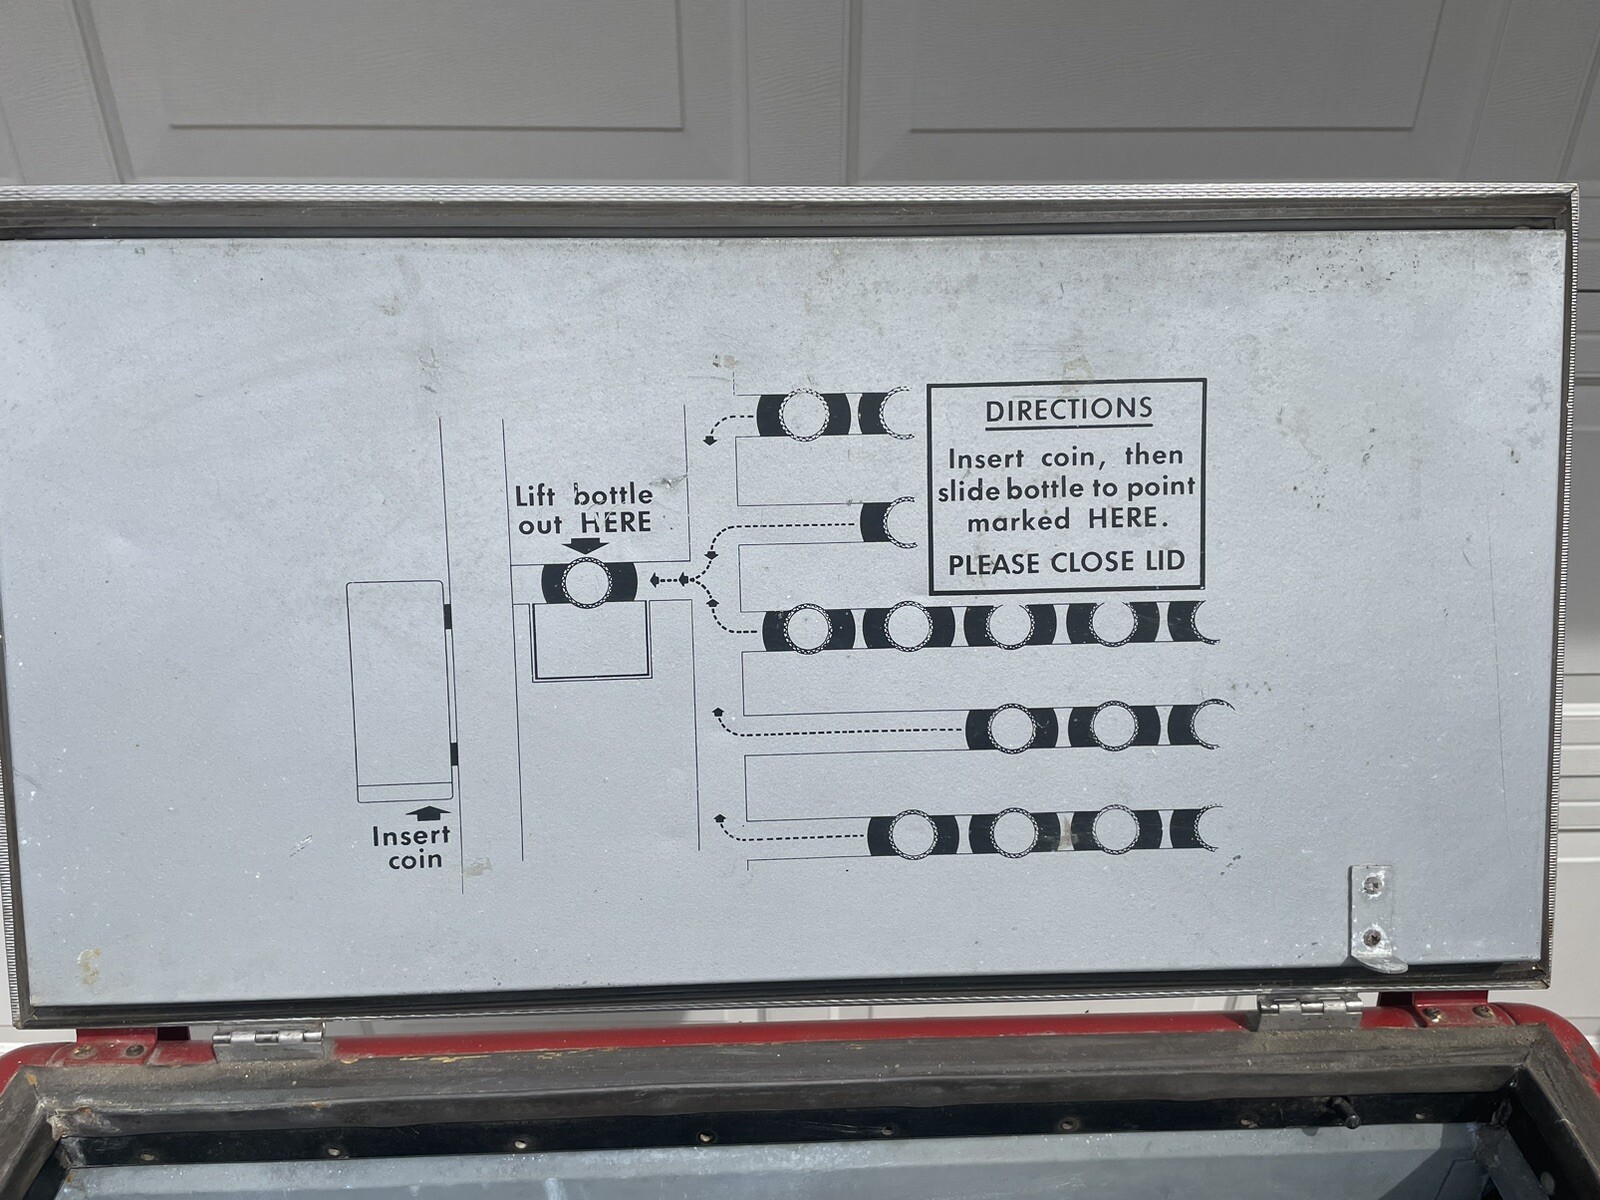 DIRECTIONS
Insert coin, then
slide bottle to point
marked HERE.
PLEASE CLOSE LID
Lift bottle
out HERE
Insert
coin